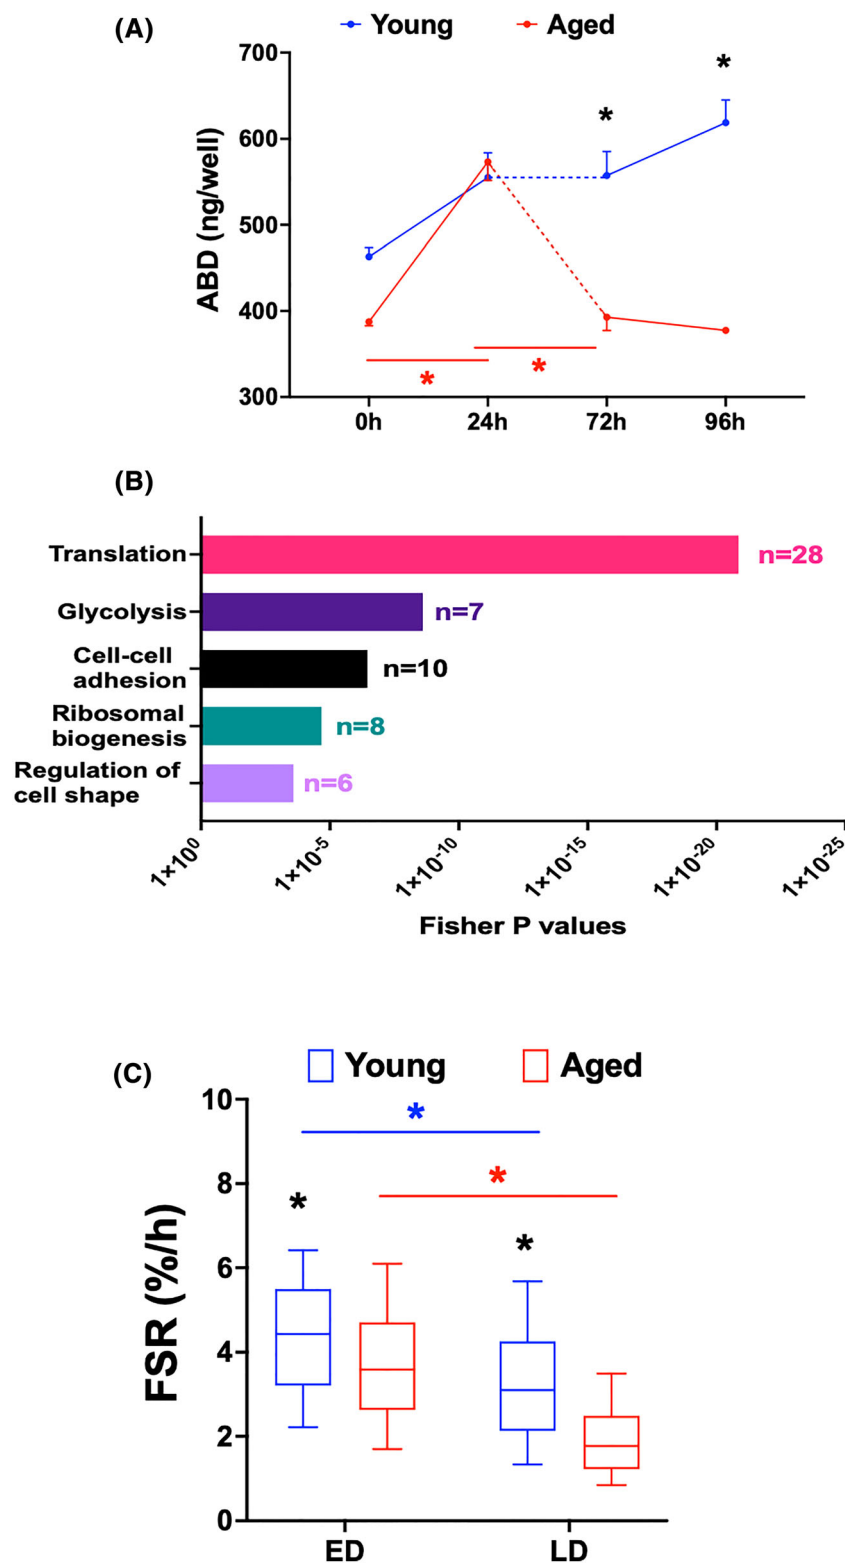 (A)
Young Aged
ABD (ng/well)
700
*
*
600
500
400
* *
300
0h 24h 72h 96h
(B)
Translation n=28
Glycolysis n=7
Cell-cell
adhesion n=10
Ribosomal
biogenesis n=8
Regulation of
cell shape n=6
1×10⁰ 1×10⁻⁵ 1×10⁻¹⁰ 1×10⁻¹⁵ 1×10⁻²⁰ 1×10⁻²⁵
Fisher P values
(C)
Young Aged
FSR (%/h)
10
*
8
*
*
*
6
4
2
0
ED LD